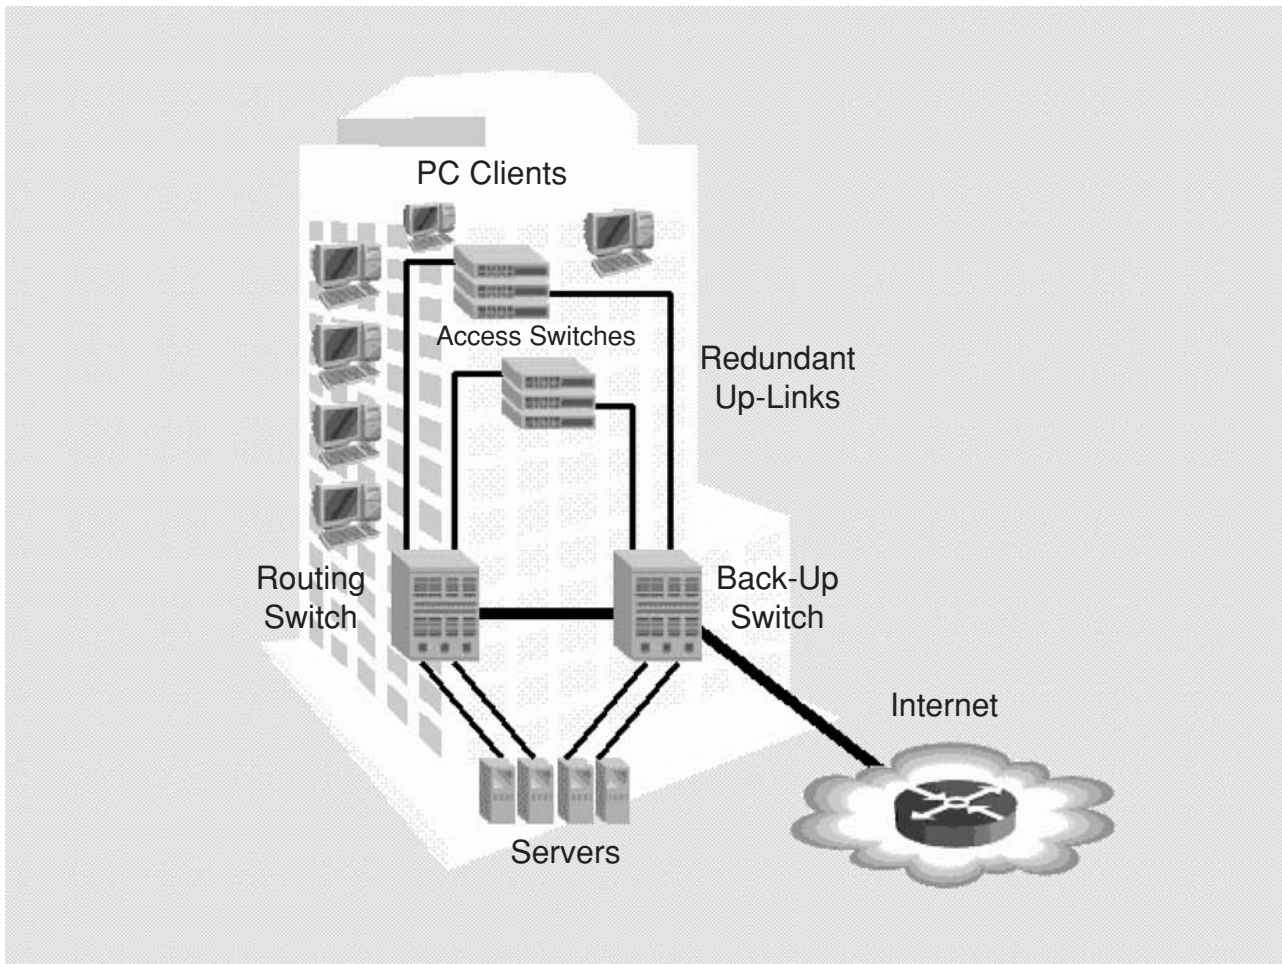 PC Clients
Access Switches
Redundant
Up-Links
Routing
Switch
Back-Up
Switch
Internet
Servers